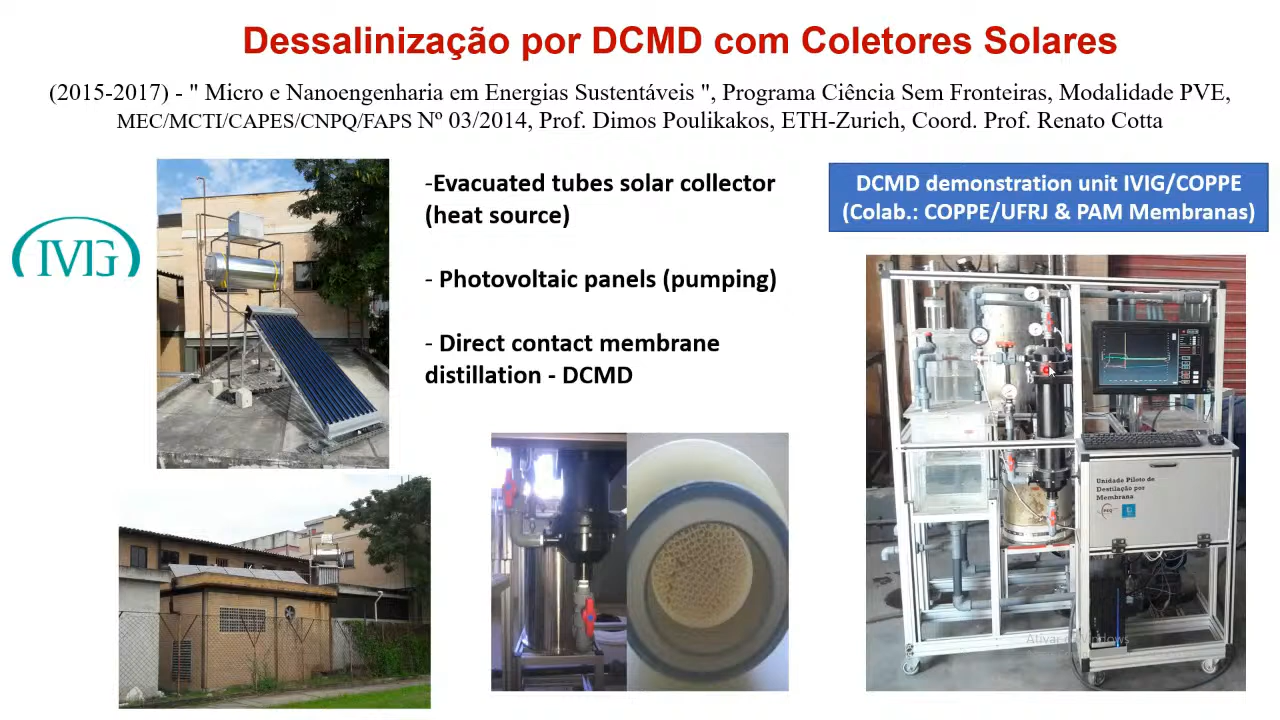 Dessalinização por DCMD com Coletores Solares
(2015-2017) - " Micro e Nanoengenharia em Energias Sustentáveis ", Programa Ciência Sem Fronteiras, Modalidade PVE,
MEC/MCTI/CAPES/CNPQ/FAPS Nº 03/2014, Prof. Dimos Poulikakos, ETH-Zurich, Coord. Prof. Renato Cotta
IVIG
-Evacuated tubes solar collector
(heat source)
- Photovoltaic panels (pumping)
- Direct contact membrane
distillation - DCMD
DCMD demonstration unit IVIG/COPPE
(Colab.: COPPE/UFRJ & PAM Membranas)
Unidade Piloto de
Destilação por
Membrana
PEQ
Ativar o Windows